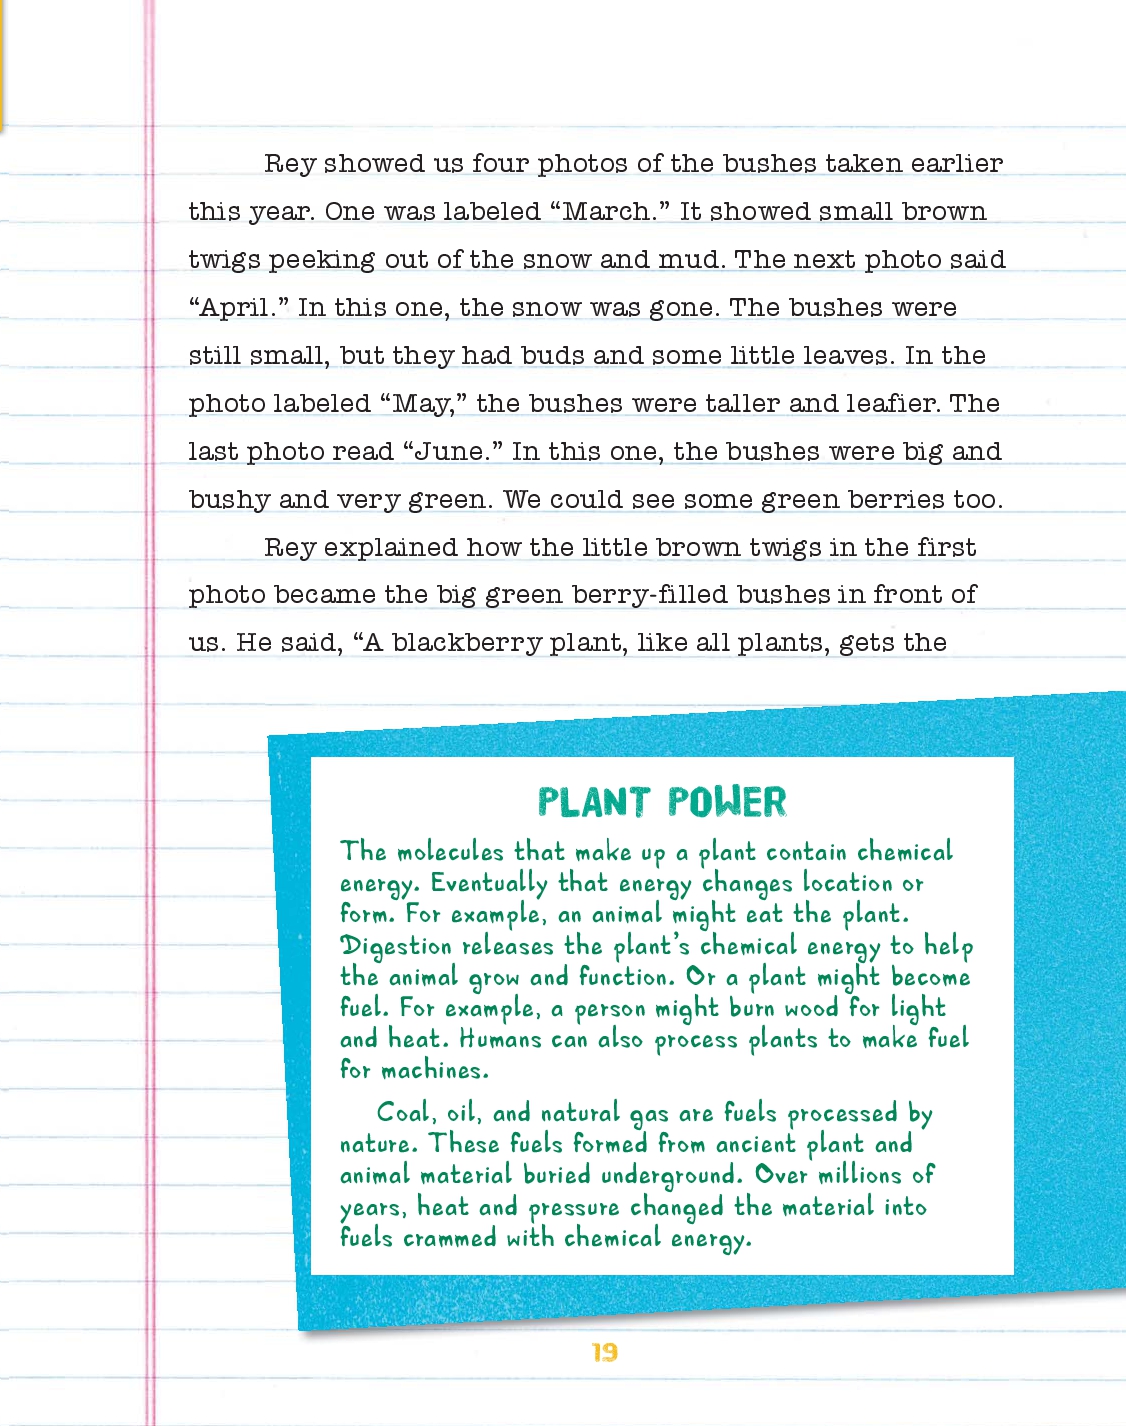 Rey showed us four photos of the bushes taken earlier
this year. One was labeled “March.” It showed small brown
twigs peeking out of the snow and mud. The next photo said
“April.” In this one, the snow was gone. The bushes were
still small, but they had buds and some little leaves. In the
photo labeled “May,” the bushes were taller and leafier. The
last photo read “June.” In this one, the bushes were big and
bushy and very green. We could see some green berries too.
Rey explained how the little brown twigs in the first
photo became the big green berry-filled bushes in front of
us. He said, “A blackberry plant, like all plants, gets the
PLANT POWER
The molecules that make up a plant contain chemical
energy. Eventually that energy changes location or
form. For example, an animal might eat the plant.
Digestion releases the plant’s chemical energy to help
the animal grow and function. Or a plant might become
fuel. For example, a person might burn wood for light
and heat. Humans can also process plants to make fuel
for machines.
Coal, oil, and natural gas are fuels processed by
nature. These fuels formed from ancient plant and
animal material buried underground. Over millions of
years, heat and pressure changed the material into
fuels crammed with chemical energy.
19